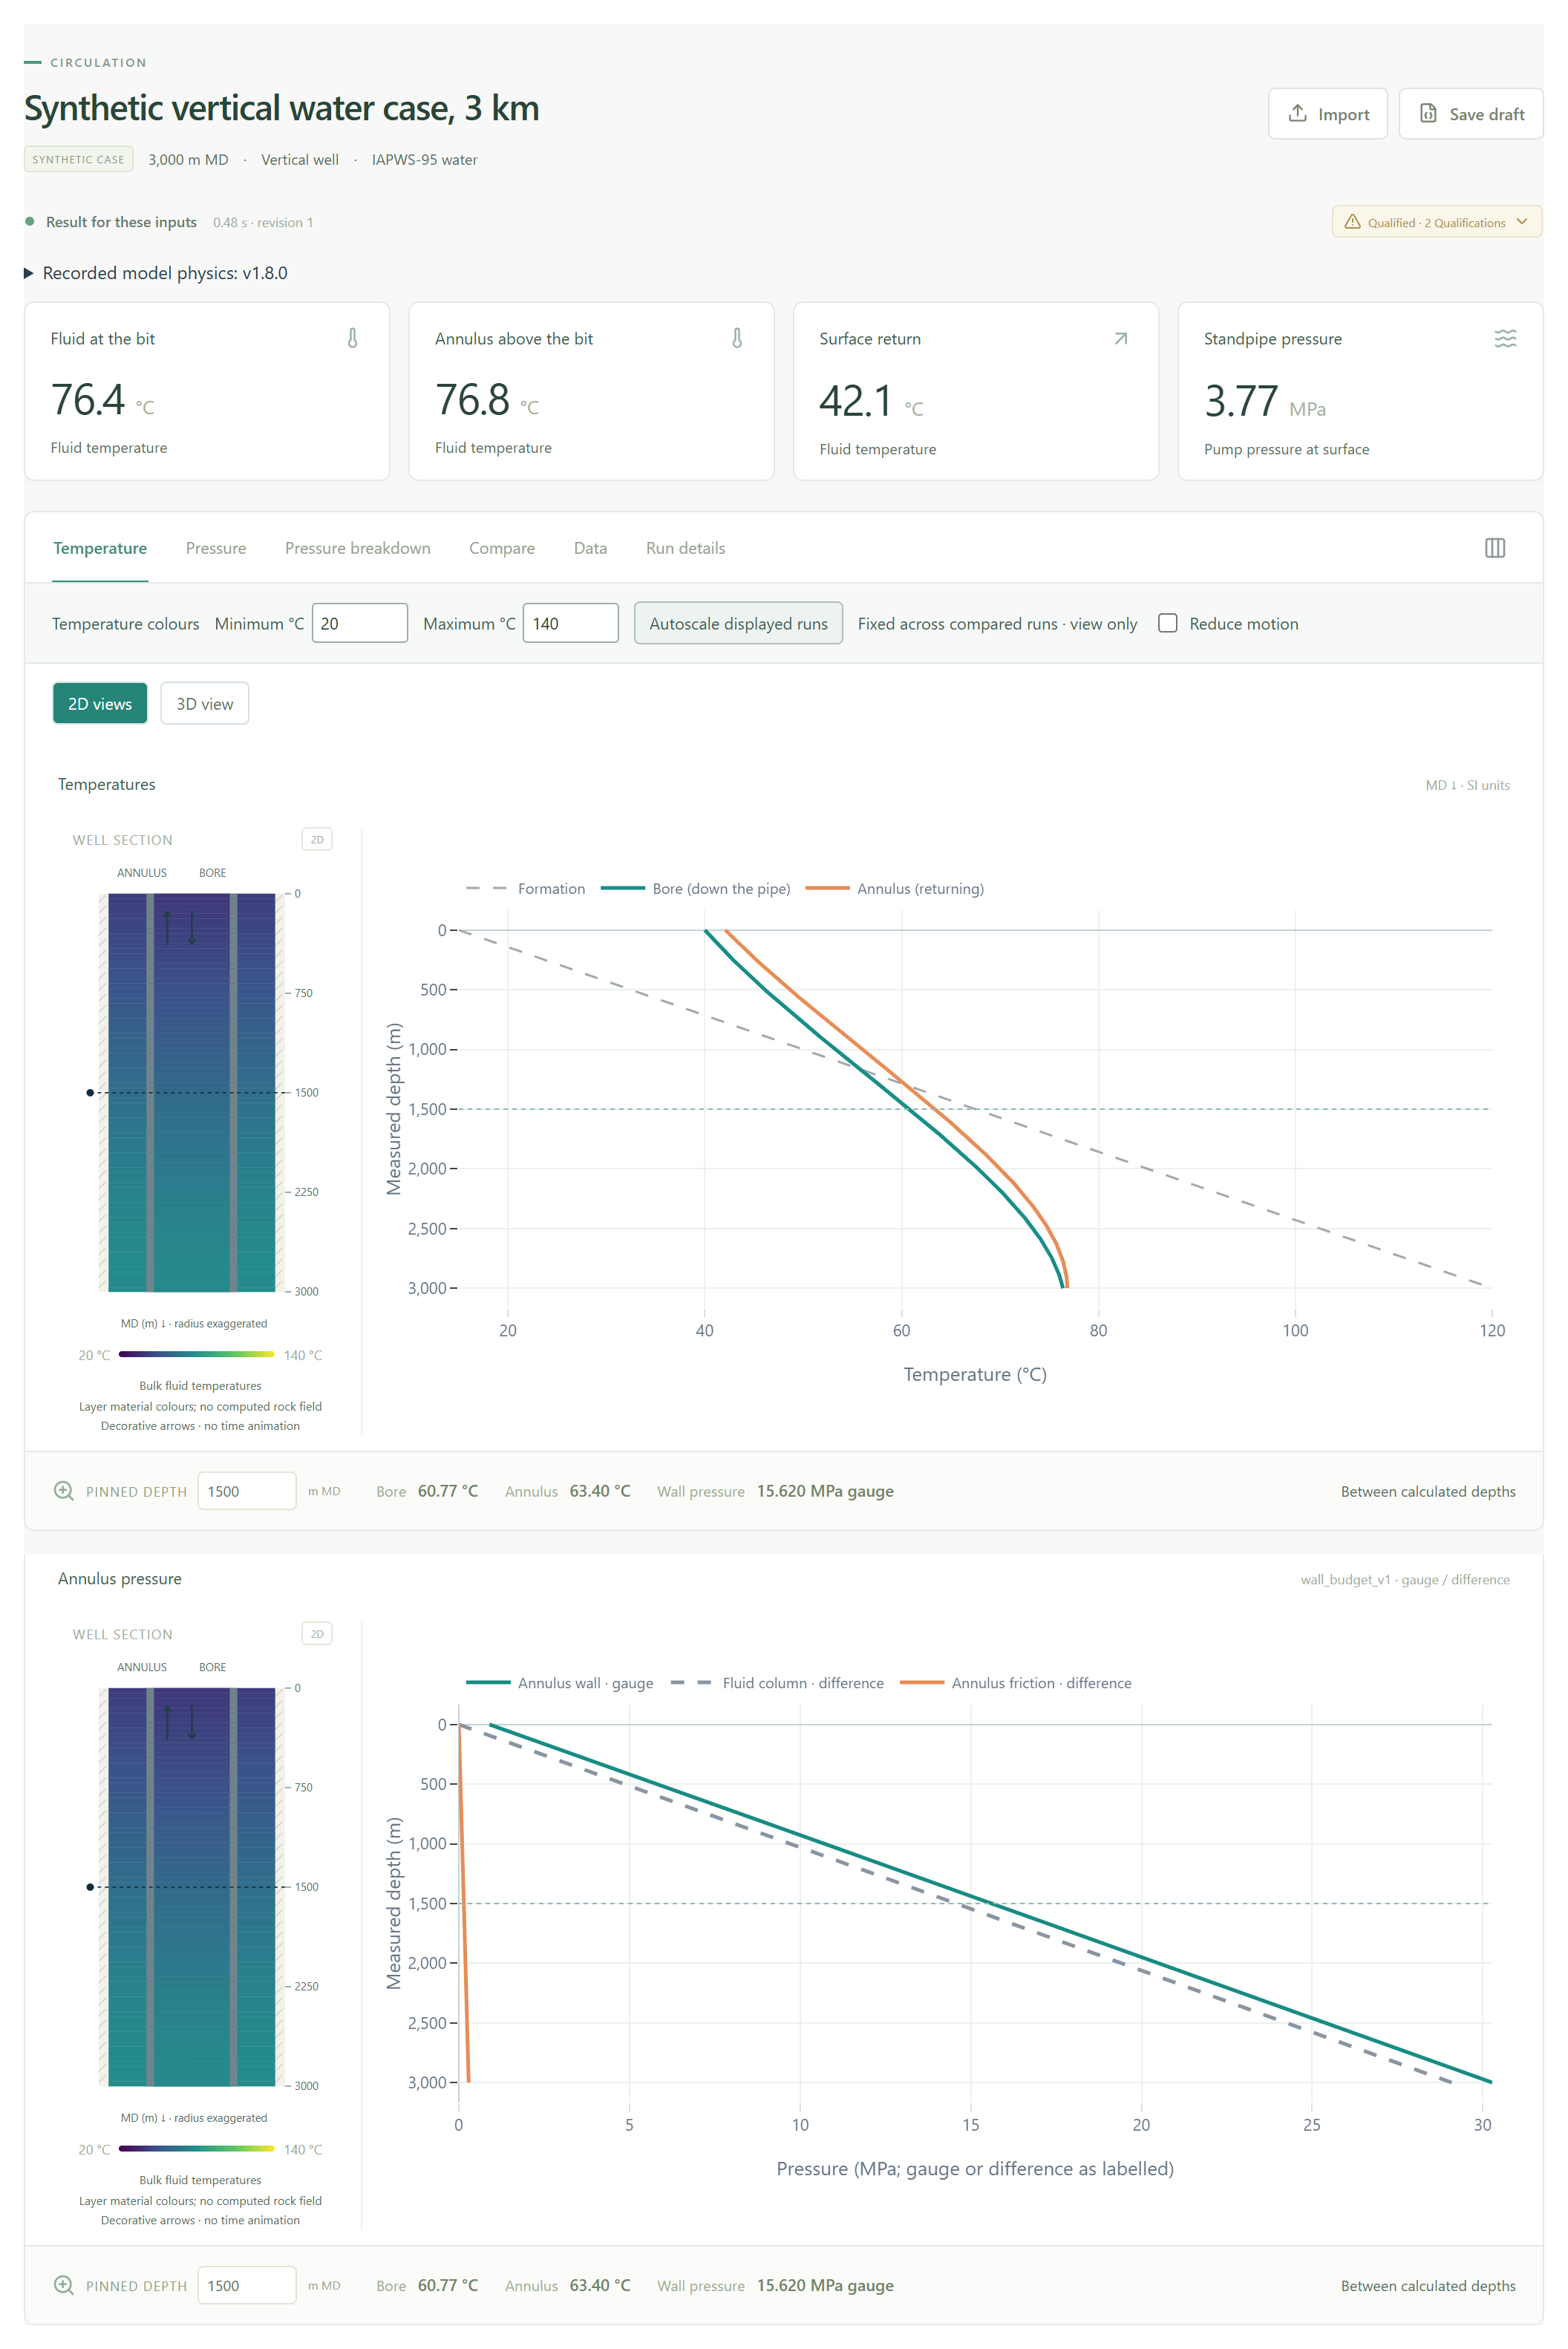 CIRCULATION
Synthetic vertical water case, 3 km
Import
Save draft
SYNTHETIC CASE 3,000 m MD · Vertical well · IAPWS-95 water
Result for these inputs 0.48 s · revision 1
Qualified · 2 Qualifications
Recorded model physics: v1.8.0
Fluid at the bit
76.4 °C
Fluid temperature
Annulus above the bit
76.8 °C
Fluid temperature
Surface return
42.1 °C
Fluid temperature
Standpipe pressure
3.77 MPa
Pump pressure at surface
Temperature Pressure Pressure breakdown Compare Data Run details
Temperature colours Minimum °C 20 Maximum °C 140 Autoscale displayed runs Fixed across compared runs · view only Reduce motion
2D views 3D view
Temperatures
MD ↓ · SI units
WELL SECTION 2D
ANNULUS BORE
0
750
1500
2250
3000
MD (m) ↓ · radius exaggerated
20 °C 140 °C
Bulk fluid temperatures
Layer material colours; no computed rock field
Decorative arrows · no time animation
Formation Bore (down the pipe) Annulus (returning)
Measured depth (m)
0
500
1,000
1,500
2,000
2,500
3,000
20 40 60 80 100 120
Temperature (°C)
PINNED DEPTH 1500 m MD Bore 60.77 °C Annulus 63.40 °C Wall pressure 15.620 MPa gauge Between calculated depths
Annulus pressure
wall_budget_v1 · gauge / difference
WELL SECTION 2D
ANNULUS BORE
0
750
1500
2250
3000
MD (m) ↓ · radius exaggerated
20 °C 140 °C
Bulk fluid temperatures
Layer material colours; no computed rock field
Decorative arrows · no time animation
Annulus wall · gauge Fluid column · difference Annulus friction · difference
Measured depth (m)
0
500
1,000
1,500
2,000
2,500
3,000
0 5 10 15 20 25 30
Pressure (MPa; gauge or difference as labelled)
PINNED DEPTH 1500 m MD Bore 60.77 °C Annulus 63.40 °C Wall pressure 15.620 MPa gauge Between calculated depths